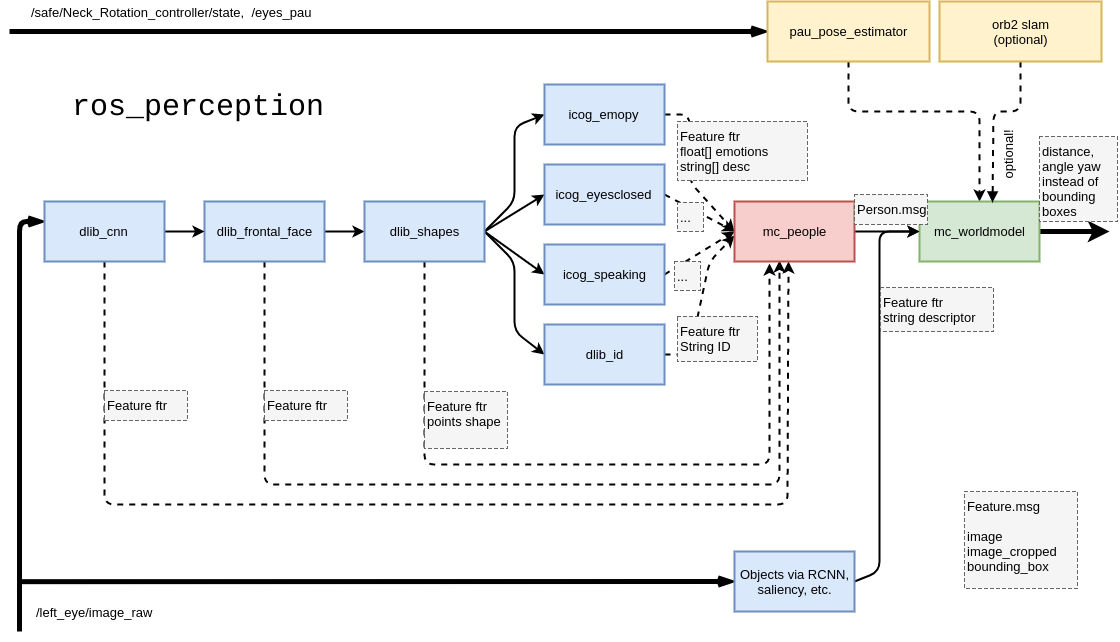 /safe/Neck_Rotation_controller/state, /eyes_pau
pau_pose_estimator
orb2 slam
(optional)
ros_perception
icog_emopy
Feature ftr
float[] emotions
string[] desc
optional!
distance,
angle yaw
instead of
bounding
boxes
icog_eyesclosed
...
dlib_cnn
dlib_frontal_face
dlib_shapes
mc_people
Person.msg
mc_worldmodel
icog_speaking
...
Feature ftr
string descriptor
dlib_id
Feature ftr
String ID
Feature ftr
Feature ftr
Feature ftr
points shape
Feature.msg
image
image_cropped
bounding_box
Objects via RCNN,
saliency, etc.
/left_eye/image_raw